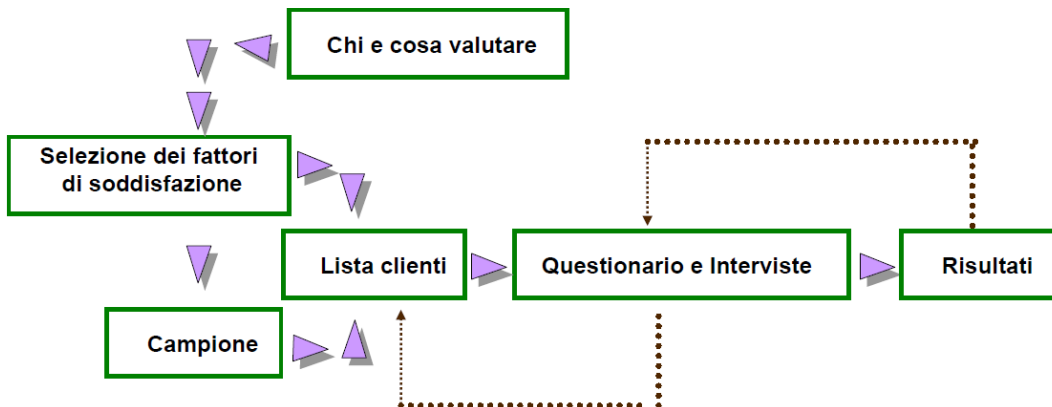 Chi e cosa valutare
Selezione dei fattori
di soddisfazione
Lista clienti
Questionario e Interviste
Risultati
Campione